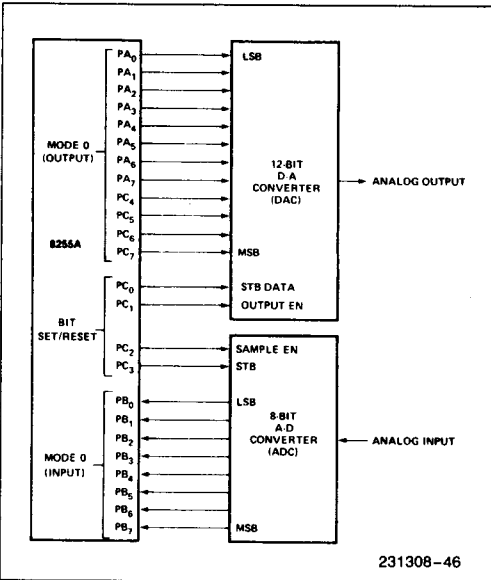 PA0
PA1
PA2
PA3
PA4
PA5
PA6
PA7
PC4
PC5
PC6
PC7
MODE 0
(OUTPUT)
8255A
LSB
12-BIT
D-A
CONVERTER
(DAC)
MSB
STB DATA
OUTPUT EN
ANALOG OUTPUT
BIT
SET/RESET
PC0
PC1
PC2
PC3
SAMPLE EN
STB
MODE 0
(INPUT)
PB0
PB1
PB2
PB3
PB4
PB5
PB6
PB7
LSB
8-BIT
A-D
CONVERTER
(ADC)
MSB
ANALOG INPUT
231308-46